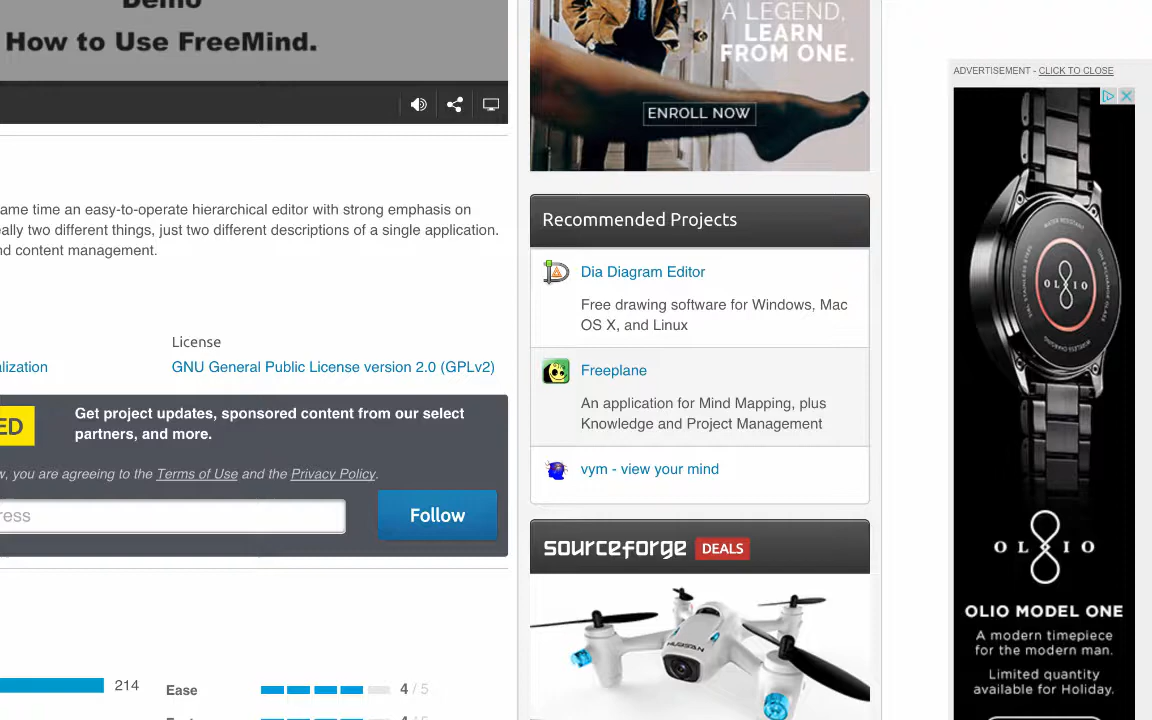 Demo
How to Use FreeMind.
ame time an easy-to-operate hierarchical editor with strong emphasis on
eally two different things, just two different descriptions of a single application.
nd content management.
License
alization
GNU General Public License version 2.0 (GPLv2)
ED
Get project updates, sponsored content from our select
partners, and more.
w, you are agreeing to the Terms of Use and the Privacy Policy.
ress
Follow
214
Ease
4 / 5
4 / 5
A LEGEND.
LEARN
FROM ONE.
ENROLL NOW
Recommended Projects
Dia Diagram Editor
Free drawing software for Windows, Mac
OS X, and Linux
Freeplane
An application for Mind Mapping, plus
Knowledge and Project Management
vym - view your mind
sourceforge DEALS
HUBSAN
ADVERTISEMENT - CLICK TO CLOSE
OLIO
OLIO
OLIO MODEL ONE
A modern timepiece
for the modern man.
Limited quantity
available for Holiday.